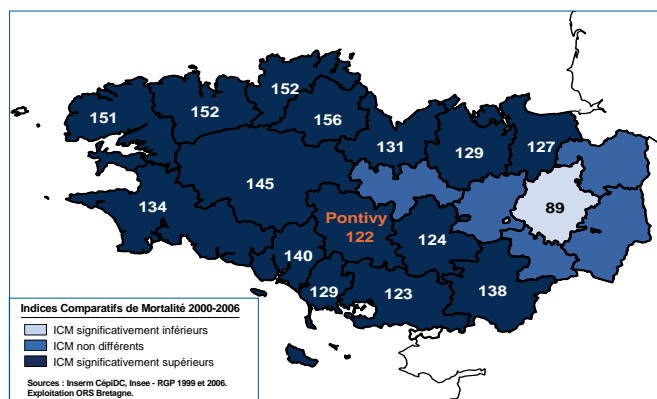 152
151
152
156
131
129
127
145
134
89
Pontivy
122
124
140
129
123
138
Indices Comparatifs de Mortalité 2000-2006
ICM significativement inférieurs
ICM non différents
ICM significativement supérieurs
Sources : Inserm CépiDC, Insee - RGP 1999 et 2006.
Exploitation ORS Bretagne.